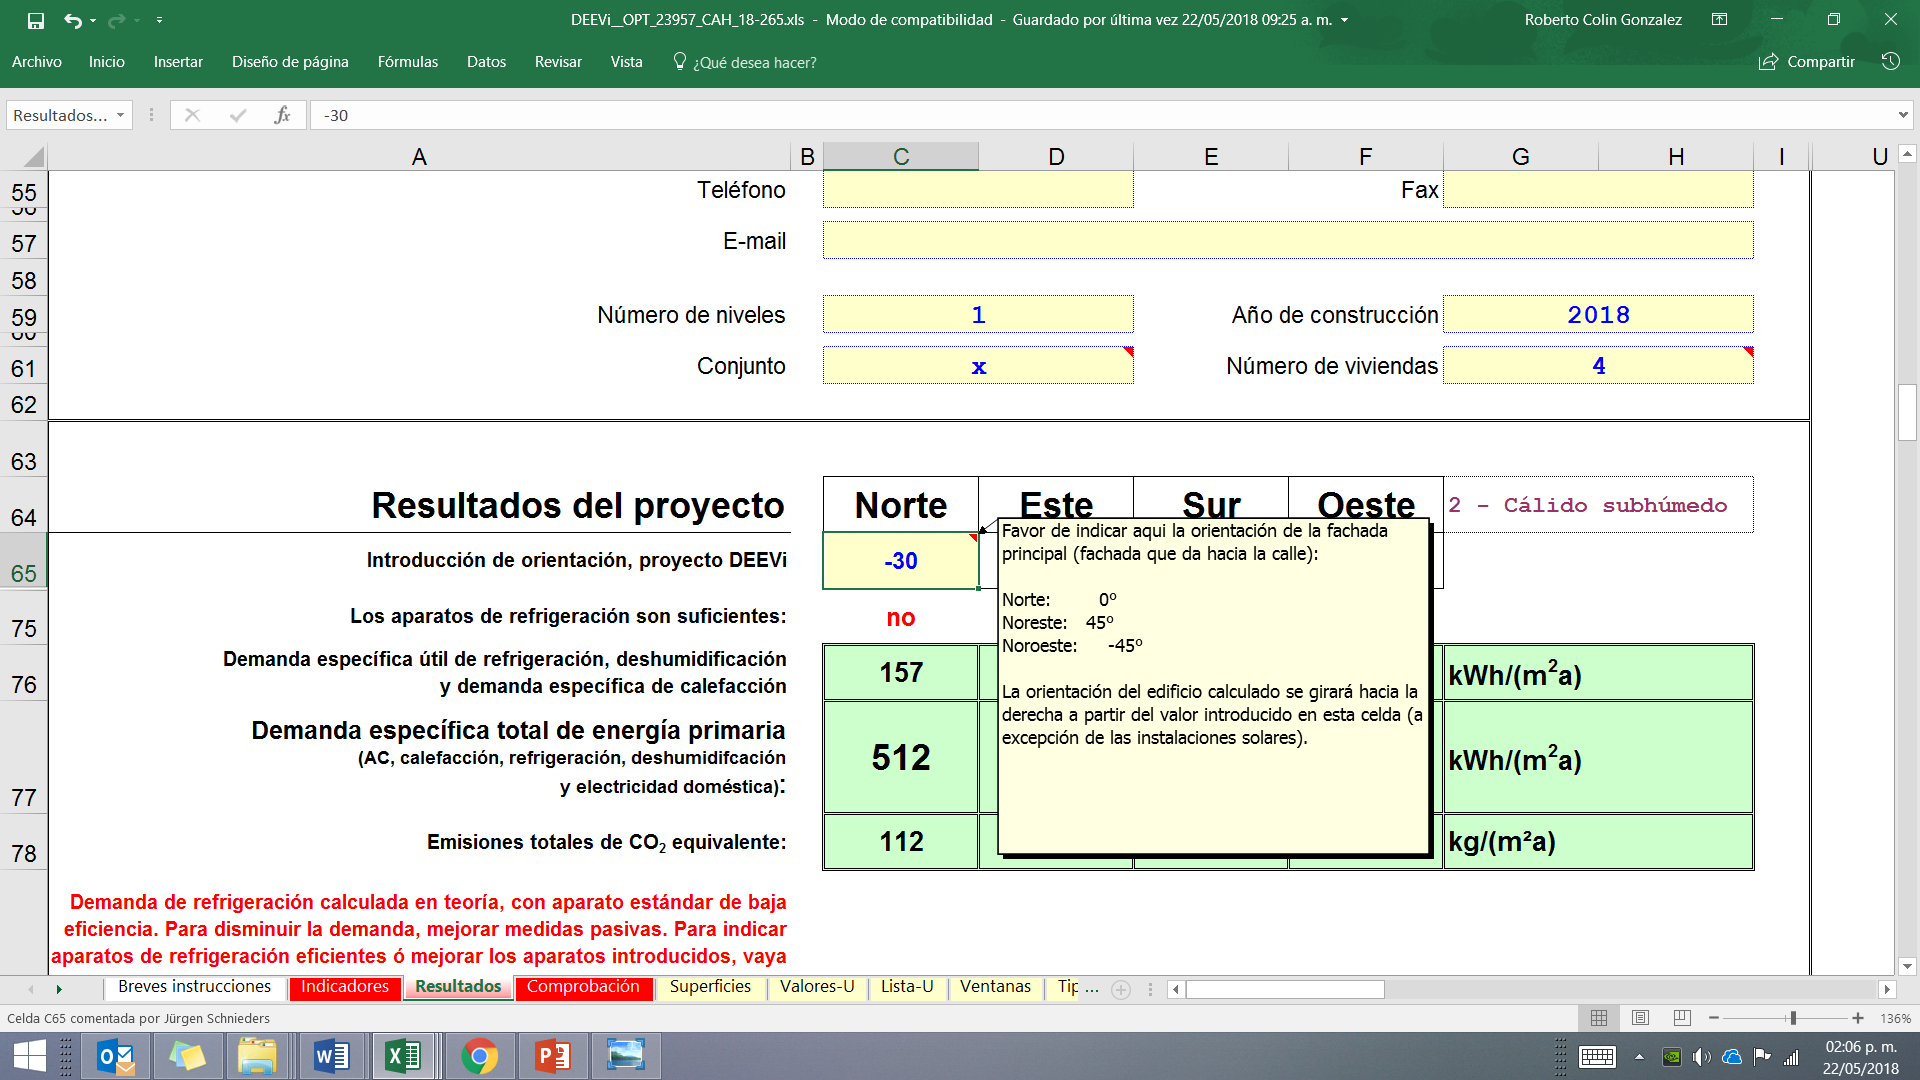 DEEVi__OPT_23957_CAH_18-265.xls - Modo de compatibilidad - Guardado por última vez 22/05/2018 09:25 a. m.
Roberto Colin Gonzalez
Archivo Inicio Insertar Diseño de página Fórmulas Datos Revisar Vista ¿Qué desea hacer? Compartir
Resultados... fx -30
A B C D E F G H I U
55 Teléfono Fax
57 E-mail
58
59 Número de niveles 1 Año de construcción 2018
61 Conjunto x Número de viviendas 4
62
63
64 Resultados del proyecto Norte Este Sur Oeste 2 - Cálido subhúmedo
65 Introducción de orientación, proyecto DEEVi -30
Favor de indicar aqui la orientación de la fachada
principal (fachada que da hacia la calle):
Norte: 0º
Noreste: 45º
Noroeste: -45º
La orientación del edificio calculado se girará hacia la
derecha a partir del valor introducido en esta celda (a
excepción de las instalaciones solares).
75 Los aparatos de refrigeración son suficientes: no
Demanda específica útil de refrigeración, deshumidificación
76 y demanda específica de calefacción 157 kWh/(m²a)
Demanda específica total de energía primaria
(AC, calefacción, refrigeración, deshumidifcación
77 y electricidad doméstica): 512 kWh/(m²a)
78 Emisiones totales de CO₂ equivalente: 112 kg/(m²a)
Demanda de refrigeración calculada en teoría, con aparato estándar de baja
eficiencia. Para disminuir la demanda, mejorar medidas pasivas. Para indicar
aparatos de refrigeración eficientes ó mejorar los aparatos introducidos, vaya
Breves instrucciones Indicadores Resultados Comprobación Superficies Valores-U Lista-U Ventanas Tip ...
Celda C65 comentada por Jürgen Schnieders
136%
02:06 p. m.
22/05/2018